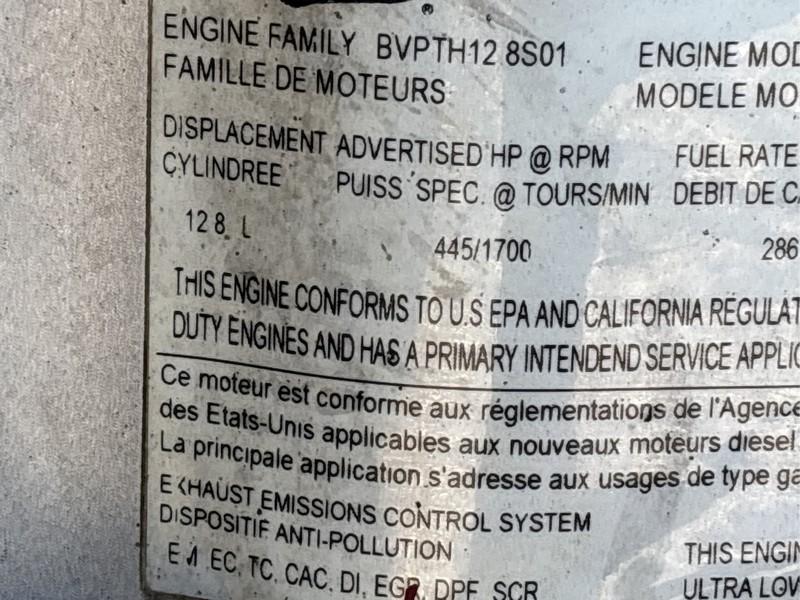 ENGINE FAMILY BVPTH12 8S01 ENGINE MOD
FAMILLE DE MOTEURS MODELE MO
DISPLACEMENT ADVERTISED HP @ RPM FUEL RATE
CYLINDREE PUISS SPEC. @ TOURS/MIN DEBIT DE CA
12 8 L 445/1700 286
THIS ENGINE CONFORMS TO U.S EPA AND CALIFORNIA REGULAT
DUTY ENGINES AND HAS A PRIMARY INTENDEND SERVICE APPLIC
Ce moteur est conforme aux réglementations de l'Agence
des Etats-Unis applicables aux nouveaux moteurs diesel
La principale application s'adresse aux usages de type ga
EXHAUST EMISSIONS CONTROL SYSTEM
DISPOSITIF ANTI-POLLUTION THIS ENGIN
EM EC, TC, CAC, DI, EGR, DPF SCR ULTRA LOW